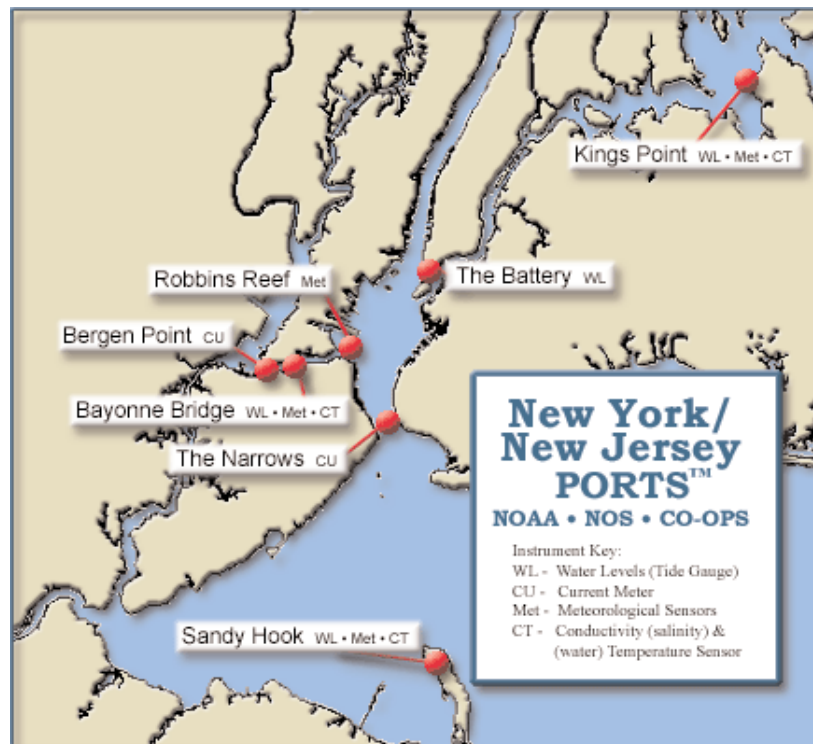 Kings Point WL • Met • CT
Robbins Reef Met
The Battery WL
Bergen Point CU
Bayonne Bridge WL • Met • CT
The Narrows CU
New York/
New Jersey
PORTS™
NOAA • NOS • CO-OPS
Instrument Key:
WL - Water Levels (Tide Gauge)
CU - Current Meter
Met - Meteorological Sensors
CT - Conductivity (salinity) &
(water) Temperature Sensor
Sandy Hook WL • Met • CT